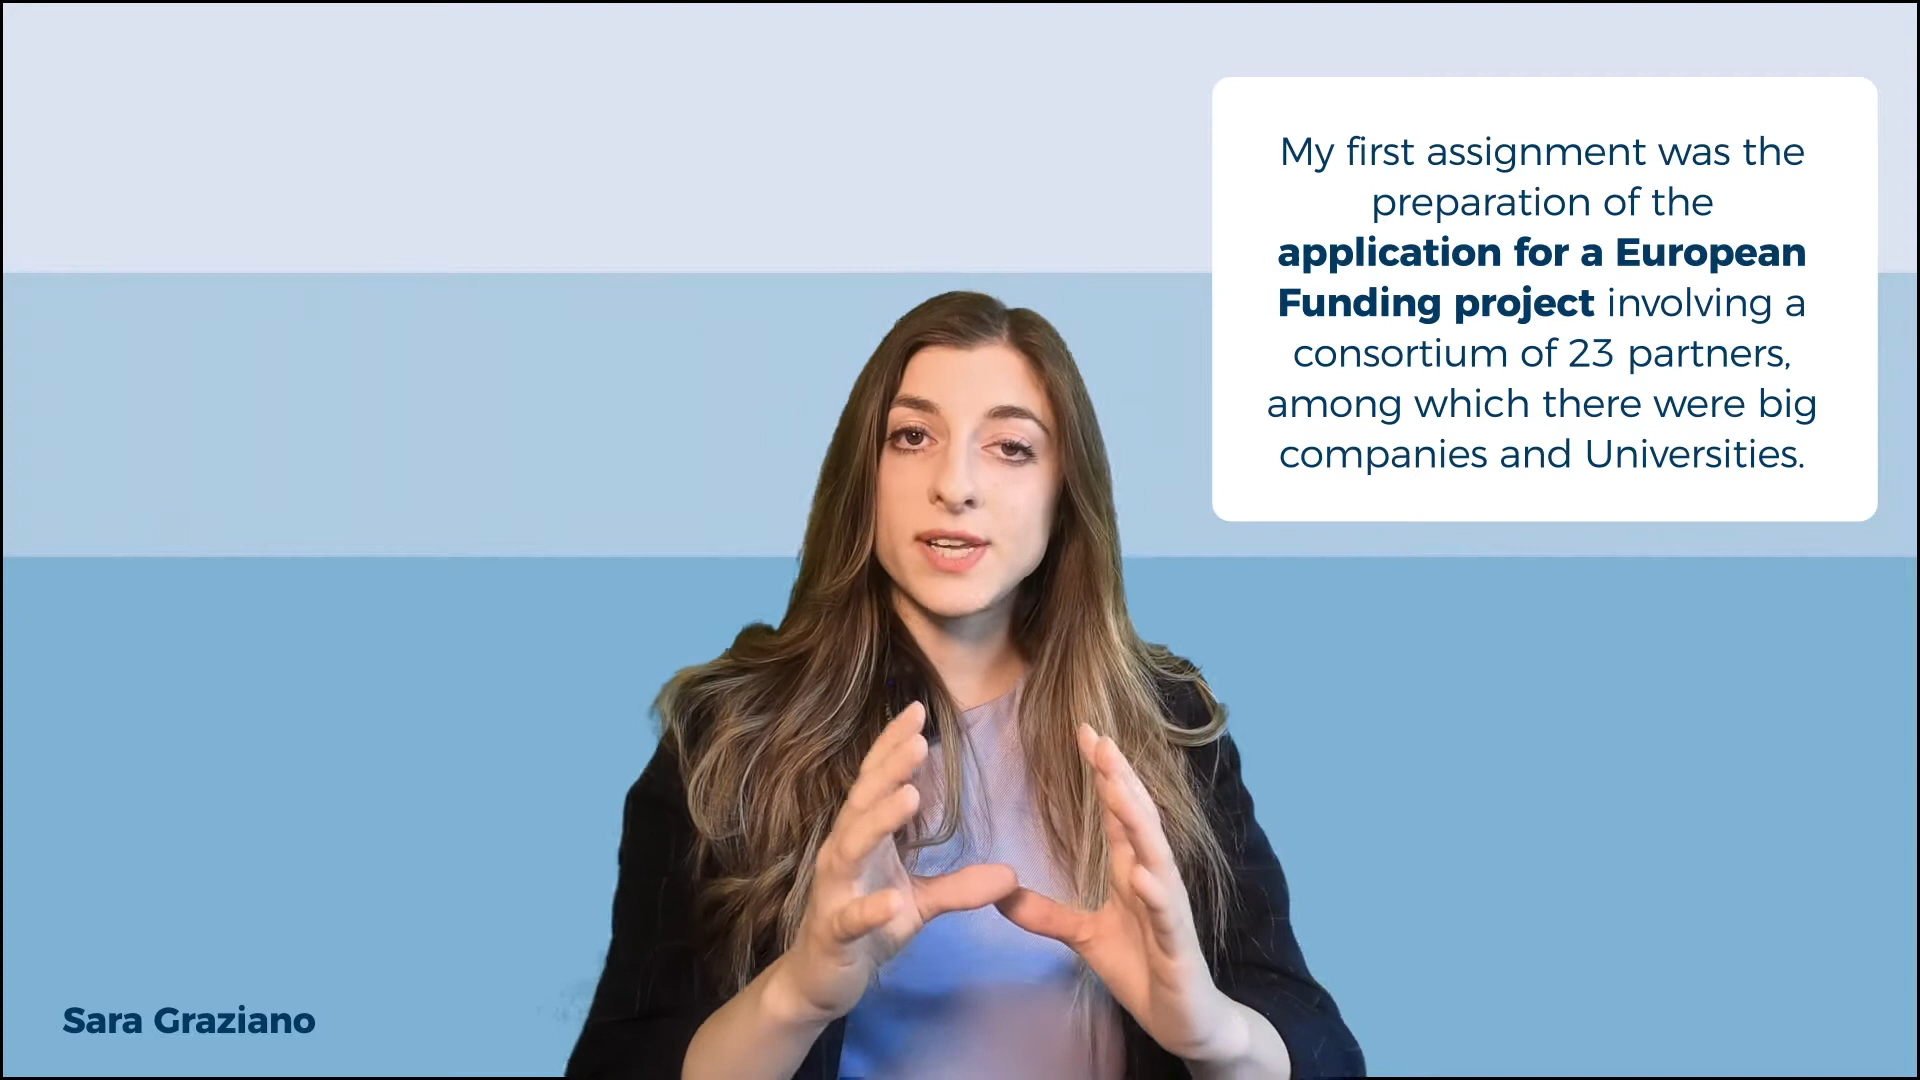 My first assignment was the
preparation of the
application for a European
Funding project involving a
consortium of 23 partners,
among which there were big
companies and Universities.
Sara Graziano